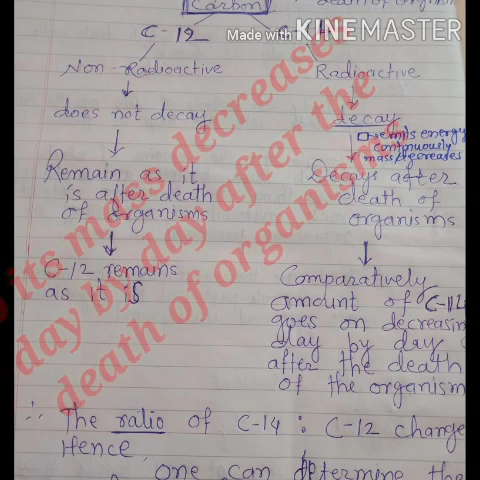 Carbon
C-12
Made with KINEMASTER
Non-Radioactive
Radioactive
does not decay
decay
→ emits energy
continuously
mass decreases
Remain as it
is after death
of organisms
Decays after
death of
organisms
C-12 remains
as it is
Comparatively
amount of C-14
goes on decreasing
day by day
after the death
of the organism
its mass decreases
day by day after the
death of organism
∴ The ratio of C-14 : C-12 change
Hence
one can determine the